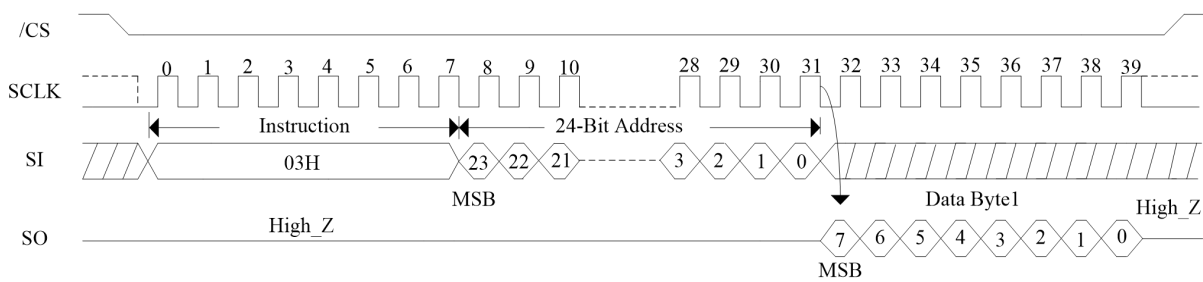 /CS
SCLK 0 1 2 3 4 5 6 7 8 9 10 28 29 30 31 32 33 34 35 36 37 38 39
Instruction 24-Bit Address
SI 03H 23 22 21 3 2 1 0
MSB Data Byte1
High_Z High_Z
SO 7 6 5 4 3 2 1 0
MSB